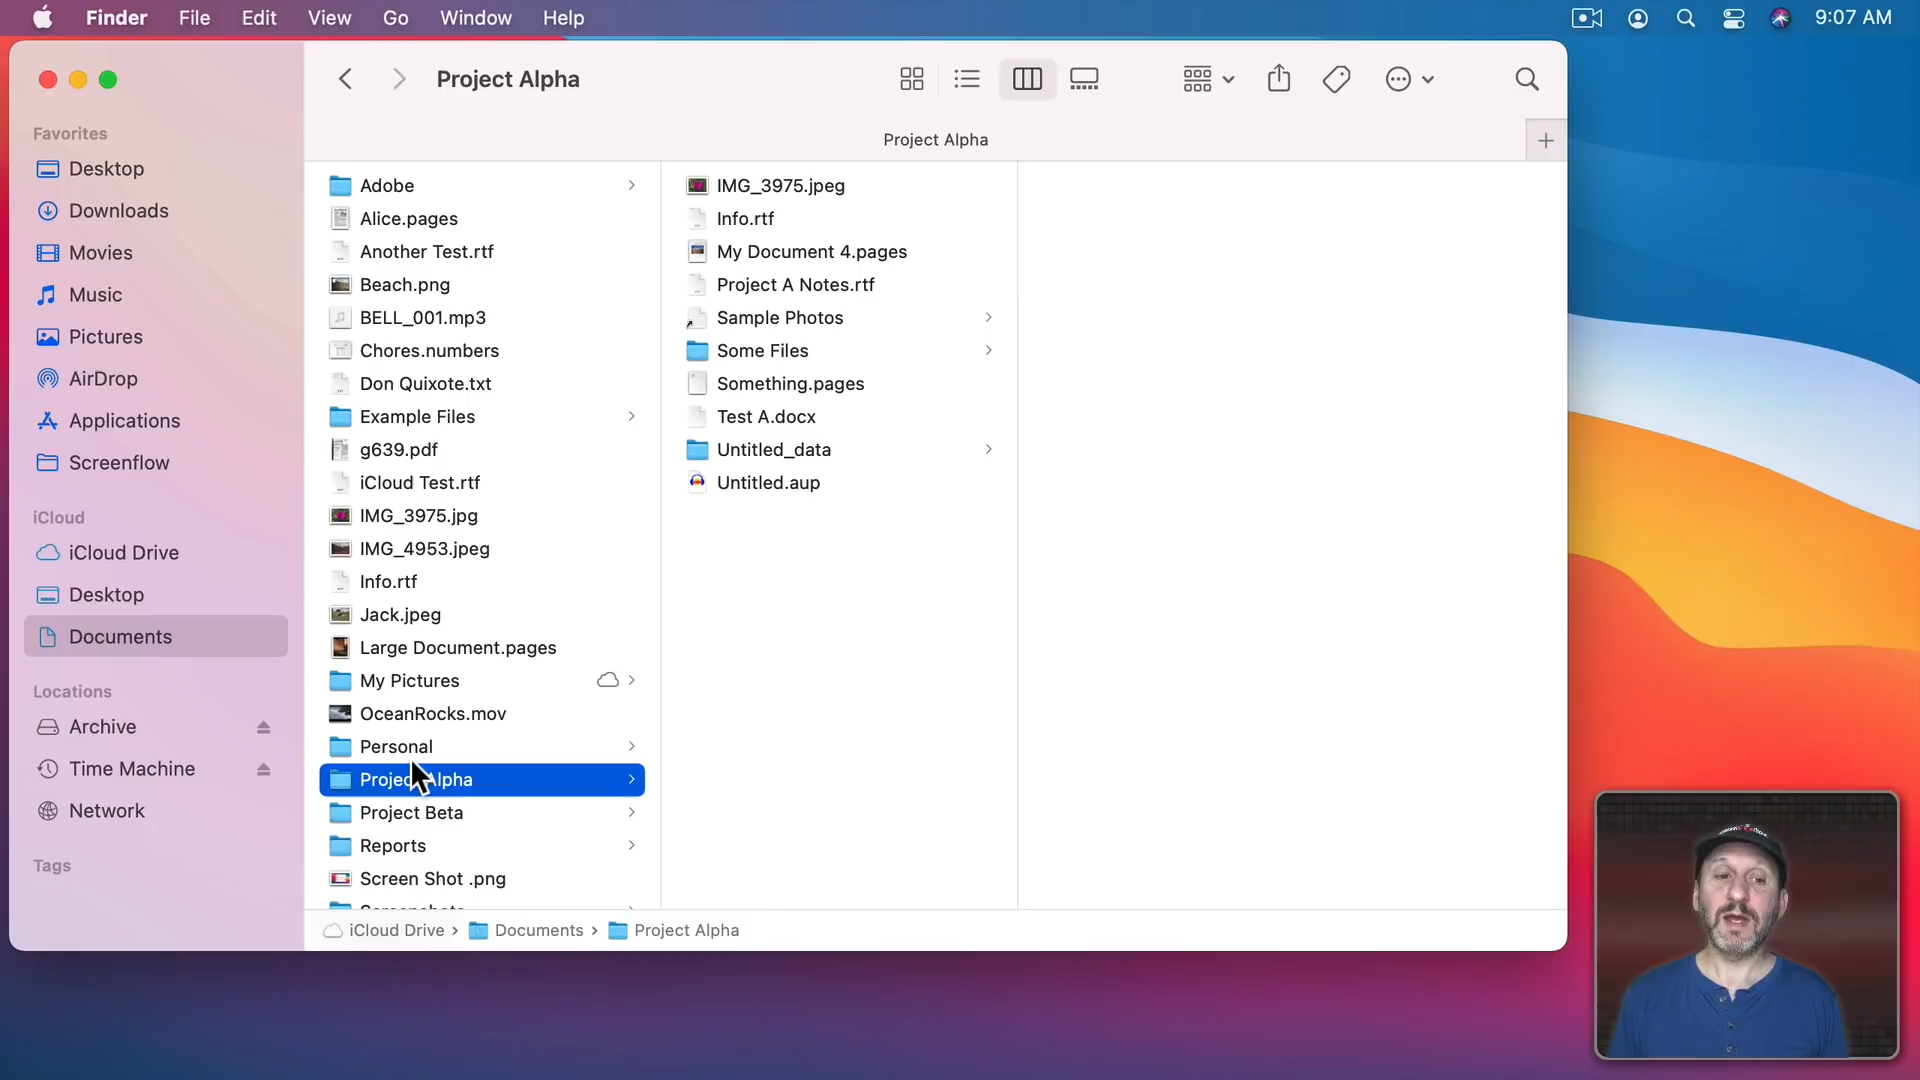 Finder File Edit View Go Window Help 9:07 AM
Project Alpha
Project Alpha
Favorites
Desktop
Downloads
Movies
Music
Pictures
AirDrop
Applications
Screenflow
iCloud
iCloud Drive
Desktop
Documents
Locations
Archive
Time Machine
Network
Tags
Adobe
Alice.pages
Another Test.rtf
Beach.png
BELL_001.mp3
Chores.numbers
Don Quixote.txt
Example Files
g639.pdf
iCloud Test.rtf
IMG_3975.jpg
IMG_4953.jpeg
Info.rtf
Jack.jpeg
Large Document.pages
My Pictures
OceanRocks.mov
Personal
Project Alpha
Project Beta
Reports
Screen Shot .png
IMG_3975.jpeg
Info.rtf
My Document 4.pages
Project A Notes.rtf
Sample Photos
Some Files
Something.pages
Test A.docx
Untitled_data
Untitled.aup
iCloud Drive › Documents › Project Alpha